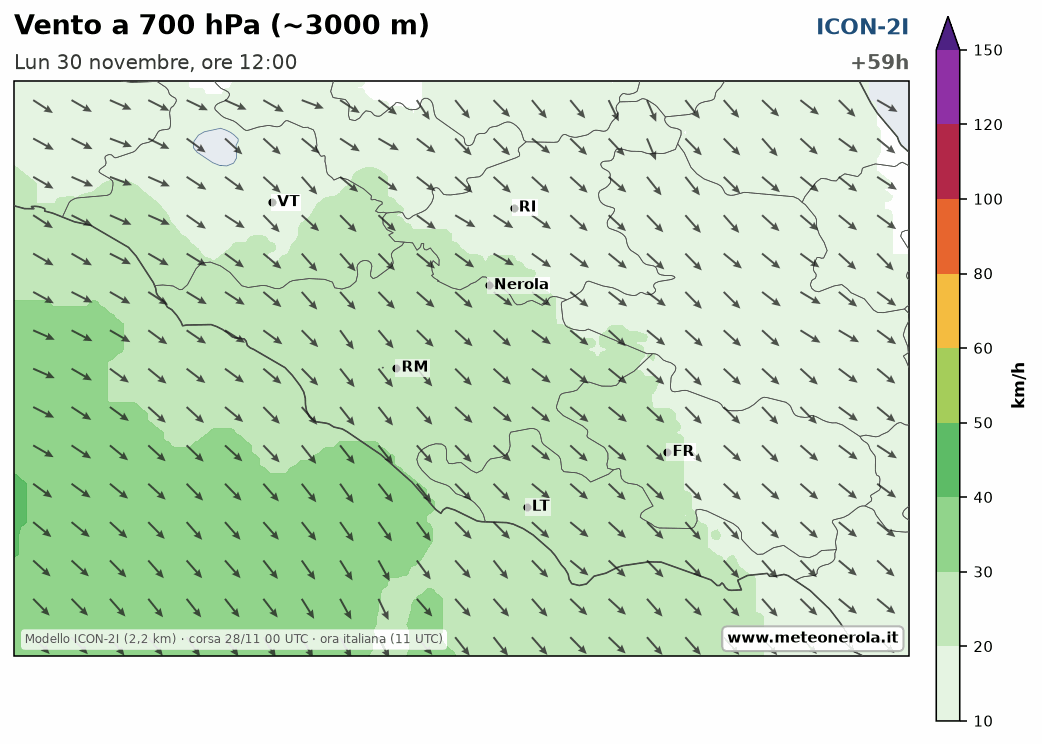 Vento a 700 hPa (~3000 m)
ICON-2I
Lun 30 novembre, ore 12:00
+59h
150
120
100
80
60
50
40
30
20
10
km/h
VT
RI
Nerola
RM
FR
LT
Modello ICON-2I (2,2 km) · corsa 28/11 00 UTC · ora italiana (11 UTC)
www.meteonerola.it